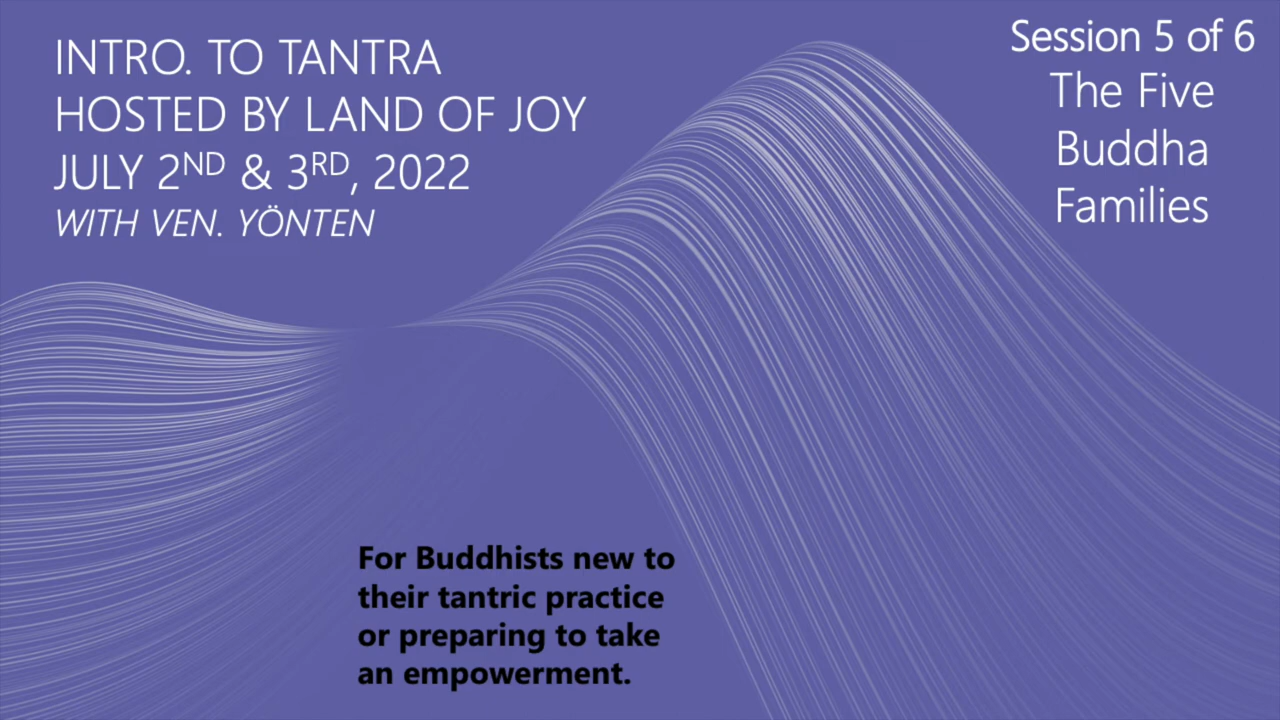 INTRO. TO TANTRA
HOSTED BY LAND OF JOY
JULY 2ND & 3RD, 2022
WITH VEN. YÖNTEN
Session 5 of 6
The Five
Buddha
Families
For Buddhists new to
their tantric practice
or preparing to take
an empowerment.